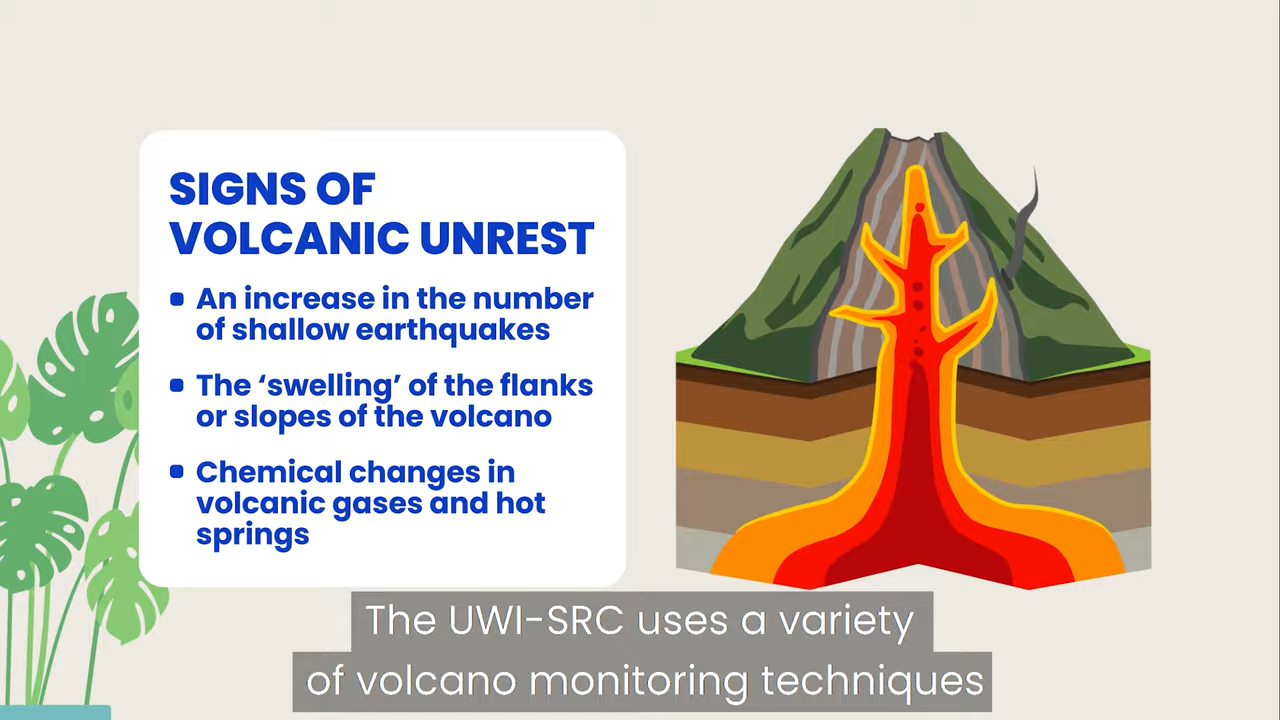 SIGNS OF
VOLCANIC UNREST
An increase in the number
of shallow earthquakes
The ‘swelling’ of the flanks
or slopes of the volcano
Chemical changes in
volcanic gases and hot
springs
The UWI-SRC uses a variety
of volcano monitoring techniques